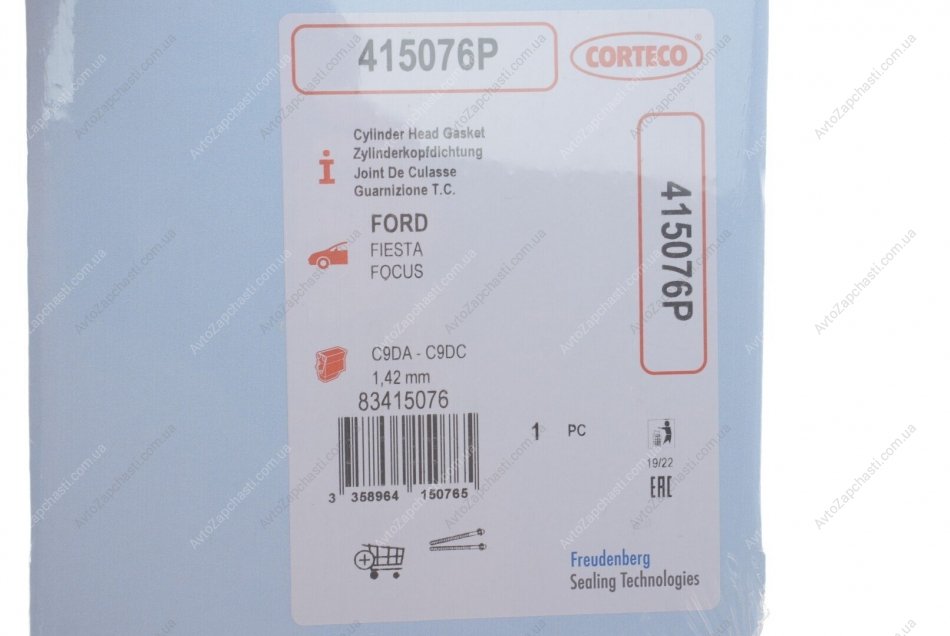 415076P
CORTECO®
Cylinder Head Gasket
Zylinderkopfdichtung
Joint De Culasse
Guarnizione T.C.
FORD
FIESTA
FOCUS
415076P
C9DA - C9DC
1,42 mm
83415076
1 PC
3 358964 150765
19/22
EAC
Freudenberg
Sealing Technologies
AvtoZapchasti.com.ua